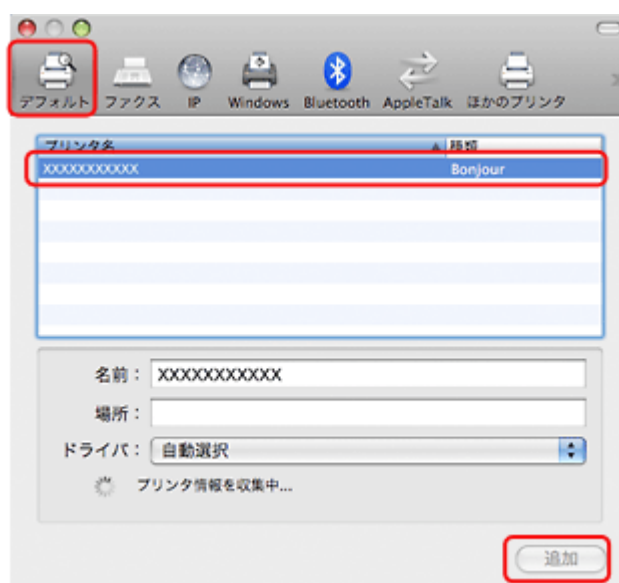 デフォルト ファクス IP Windows Bluetooth AppleTalk ほかのプリンタ
プリンタ名 種類
XXXXXXXXXXX Bonjour
名前： XXXXXXXXXXX
場所：
ドライバ： 自動選択
プリンタ情報を収集中...
追加